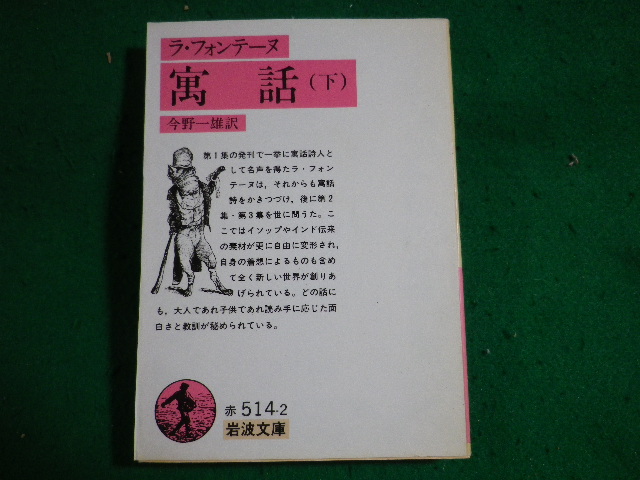 ラ・フォンテーヌ
寓話(下)
今野一雄訳
第1集の発刊で一挙に寓話詩人と
して名声を得たラ・フォン
テーヌは,それからも寓話
詩をかきつづけ,後に第2
集・第3集を世に問うた.こ
こではイソップやインド伝来
の素材が更に自由に変形され,
自身の着想によるものも含め
て全く新しい世界が創りあ
げられている。どの話に
も,大人であれ子供であれ読み手に応じた面
白さと教訓が秘められている。
赤 514-2
岩波文庫